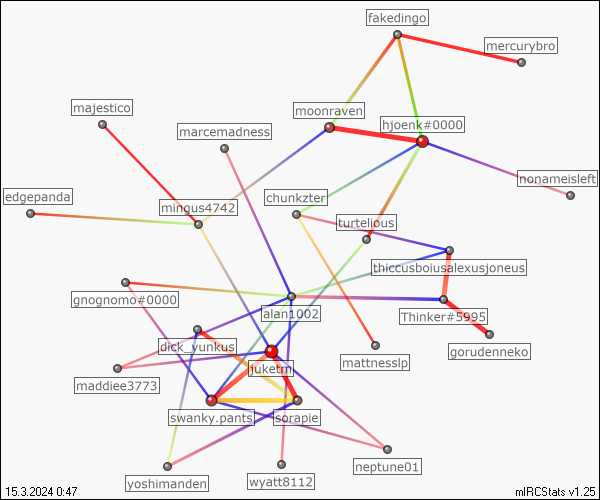 fakedingo
mercurybro
majestico
moonraven
hjoenk#0000
marcemadness
nonameisleft
edgepanda
mingus4742
chunkzter
turtelious
thiccusboiusalexusjoneus
gnognomo#0000
alan1002
Thinker#5995
gorudenneko
dick_yunkus
mattnesslp
juketm
maddiee3773
swanky.pants
sorapie
neptune01
yoshimanden
wyatt8112
15.3.2024 0:47
mIRCStats v1.25